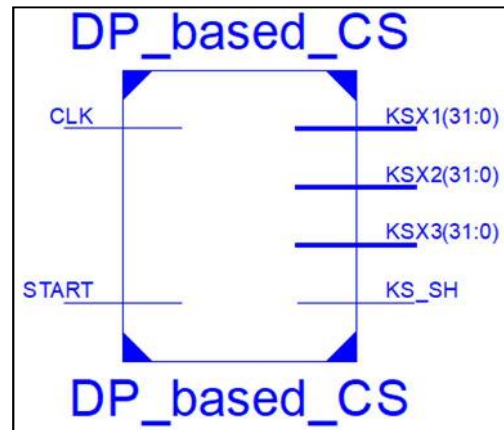 DP_based_CS
CLK
KSX1(31:0)
KSX2(31:0)
KSX3(31:0)
START
KS_SH
DP_based_CS